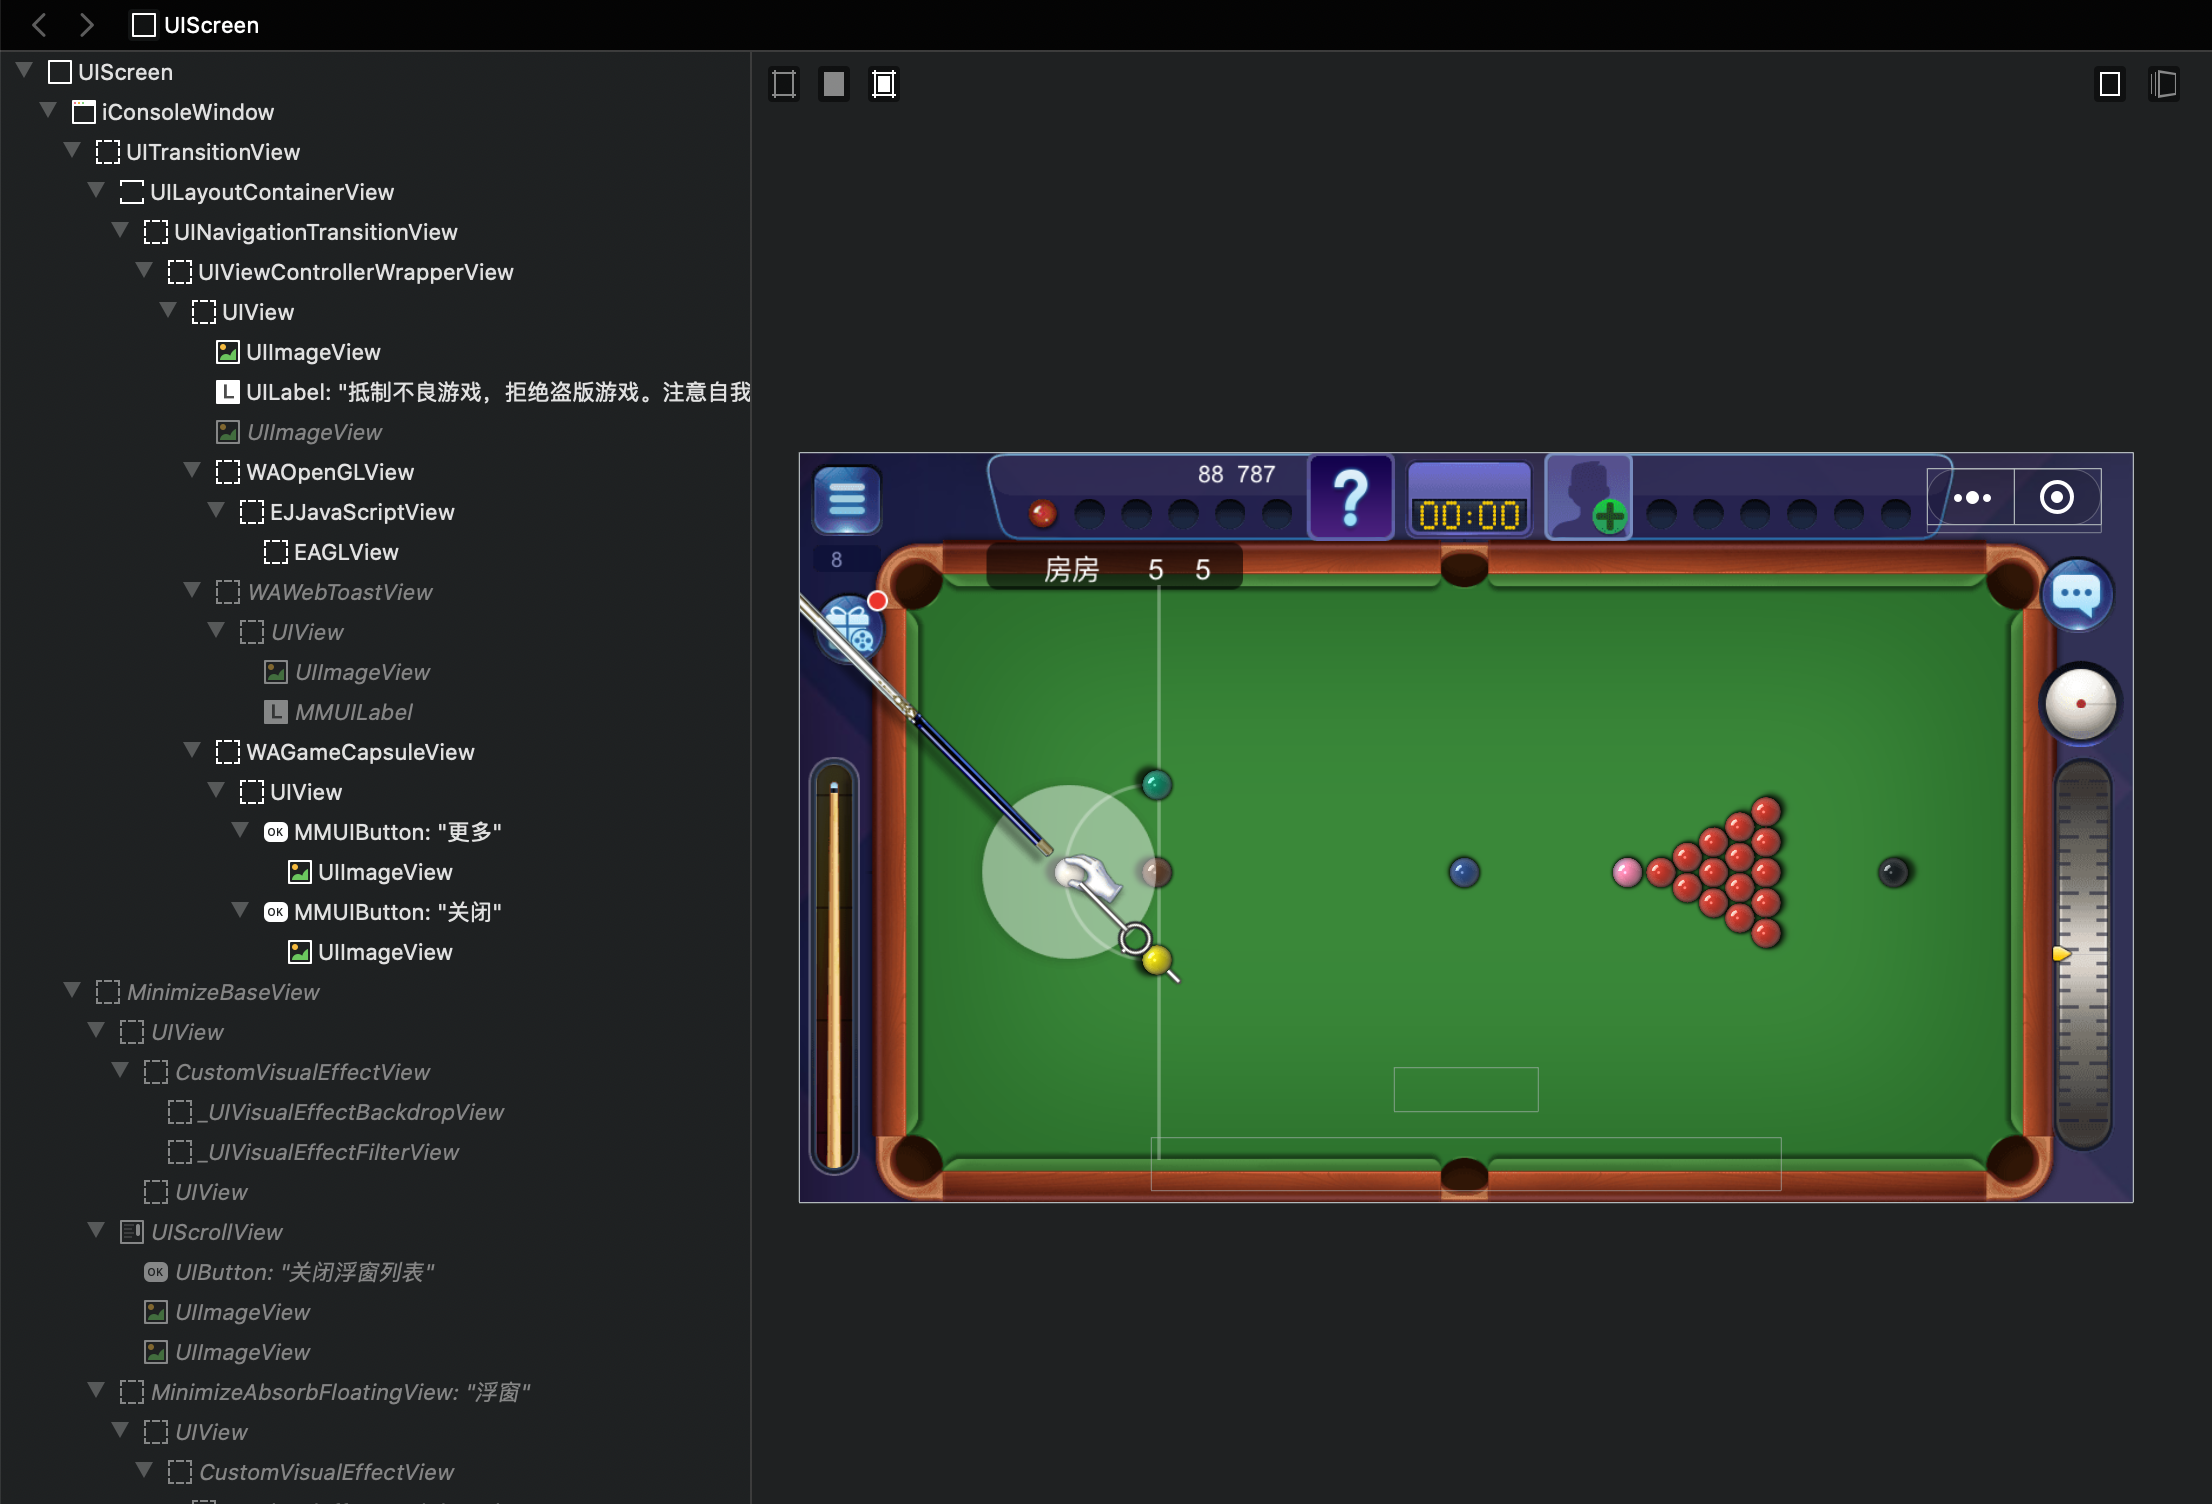 UIScreen
UIScreen
iConsoleWindow
UITransitionView
UILayoutContainerView
UINavigationTransitionView
UIViewControllerWrapperView
UIView
UIImageView
L UILabel: "抵制不良游戏，拒绝盗版游戏。注意自我
UIImageView
WAOpenGLView
EJJavaScriptView
EAGLView
WAWebToastView
UIView
UIImageView
L MMUILabel
WAGameCapsuleView
UIView
OK MMUIButton: "更多"
UIImageView
OK MMUIButton: "关闭"
UIImageView
MinimizeBaseView
UIView
CustomVisualEffectView
_UIVisualEffectBackdropView
_UIVisualEffectFilterView
UIView
UIScrollView
OK UIButton: "关闭浮窗列表"
UIImageView
UIImageView
MinimizeAbsorbFloatingView: "浮窗"
UIView
CustomVisualEffectView
88 787
?
00:00
8
房房 5 5